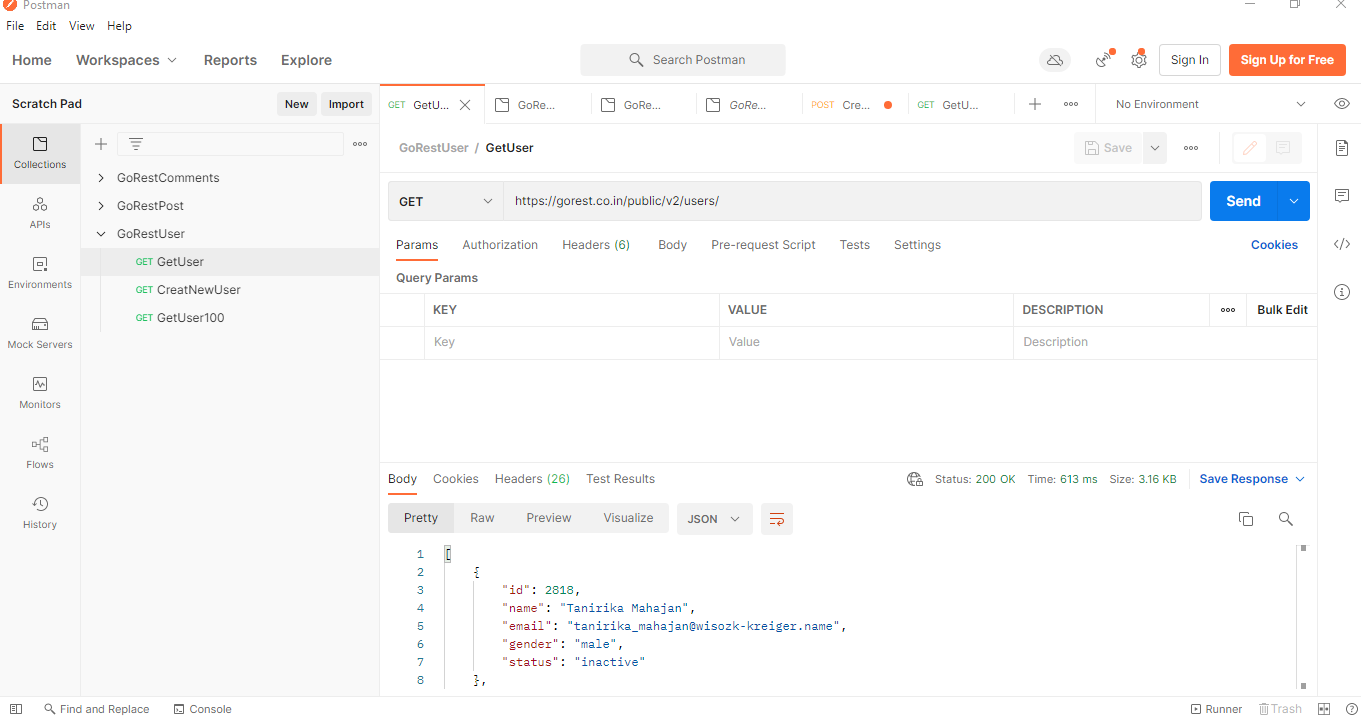 Postman
File Edit View Help
Home Workspaces Reports Explore Search Postman Sign In Sign Up for Free
Scratch Pad New Import
GET GetU... GoRe... GoRe... GoRe... POST Cre... GET GetU... No Environment
Collections
APIs
Environments
Mock Servers
Monitors
Flows
History
GoRestComments
GoRestPost
GoRestUser
GET GetUser
GET CreatNewUser
GET GetUser100
GoRestUser / GetUser Save
GET https://gorest.co.in/public/v2/users/ Send
Params Authorization Headers (6) Body Pre-request Script Tests Settings Cookies
Query Params
KEY VALUE DESCRIPTION Bulk Edit
Key Value Description
Body Cookies Headers (26) Test Results Status: 200 OK Time: 613 ms Size: 3.16 KB Save Response
Pretty Raw Preview Visualize JSON
1 [
2 {
3 "id": 2818,
4 "name": "Tanirika Mahajan",
5 "email": "tanirika_mahajan@wisozk-kreiger.name",
6 "gender": "male",
7 "status": "inactive"
8 },
Find and Replace Console Runner Trash